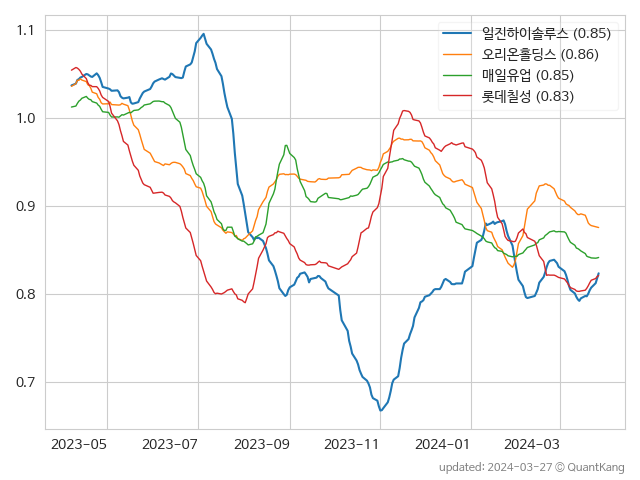 1.1
1.0
0.9
0.8
0.7
일진하이솔루스 (0.85)
오리온홀딩스 (0.86)
매일유업 (0.85)
롯데칠성 (0.83)
2023-05 2023-07 2023-09 2023-11 2024-01 2024-03
updated: 2024-03-27 © QuantKang